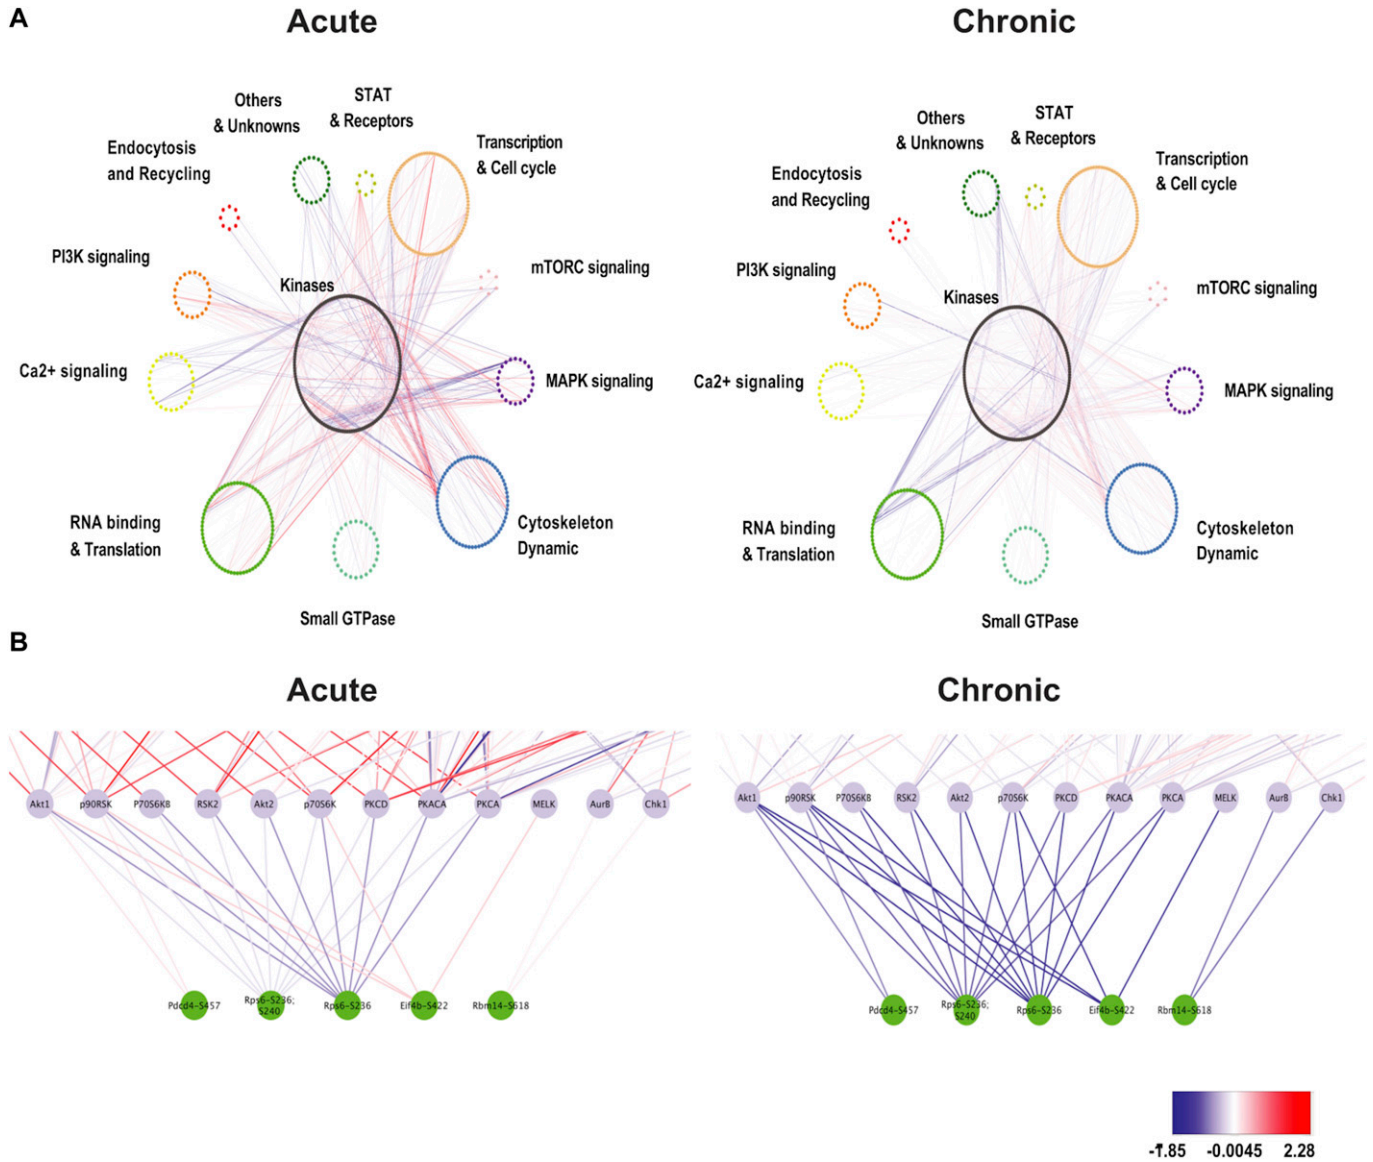 A
Acute
Chronic
Others
& Unknowns
STAT
& Receptors
Endocytosis
and Recycling
Transcription
& Cell cycle
PI3K signaling
mTORC signaling
Kinases
Ca2+ signaling
MAPK signaling
RNA binding
& Translation
Cytoskeleton
Dynamic
Small GTPase
Others
& Unknowns
STAT
& Receptors
Endocytosis
and Recycling
Transcription
& Cell cycle
PI3K signaling
mTORC signaling
Kinases
Ca2+ signaling
MAPK signaling
RNA binding
& Translation
Cytoskeleton
Dynamic
Small GTPase
B
Acute
Chronic
Akt1 p90RSK P70S6KB RSK2 Akt2 p70S6K PKCD PKACA PKCA MELK AurB Chk1
Pdcd4-S457 Rps6-S236; S240 Rps6-S236 Eif4b-S422 Rbm14-S618
Akt1 p90RSK P70S6KB RSK2 Akt2 p70S6K PKCD PKACA PKCA MELK AurB Chk1
Pdcd4-S457 Rps6-S236; S240 Rps6-S236 Eif4b-S422 Rbm14-S618
-1.85 -0.0045 2.28